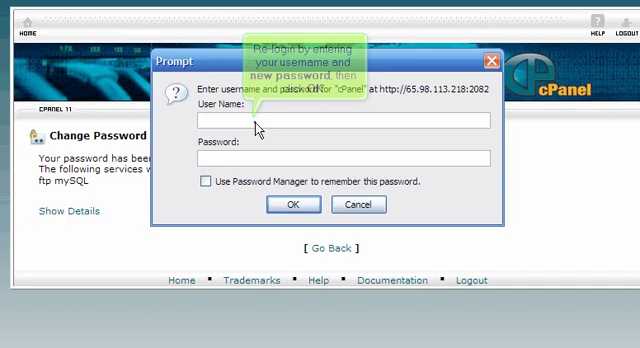 HOME
HELP
LOGOUT
Re-login by entering
your username and
new password, then
click OK.
Prompt
Enter username and password for "cPanel" at http://65.98.113.218:2082
User Name:
Password:
Use Password Manager to remember this password.
OK
Cancel
cPanel
CPANEL 11
Change Password
Your password has been
The following services w
ftp mySQL
Show Details
[ Go Back ]
Home ▪ Trademarks ▪ Help ▪ Documentation ▪ Logout